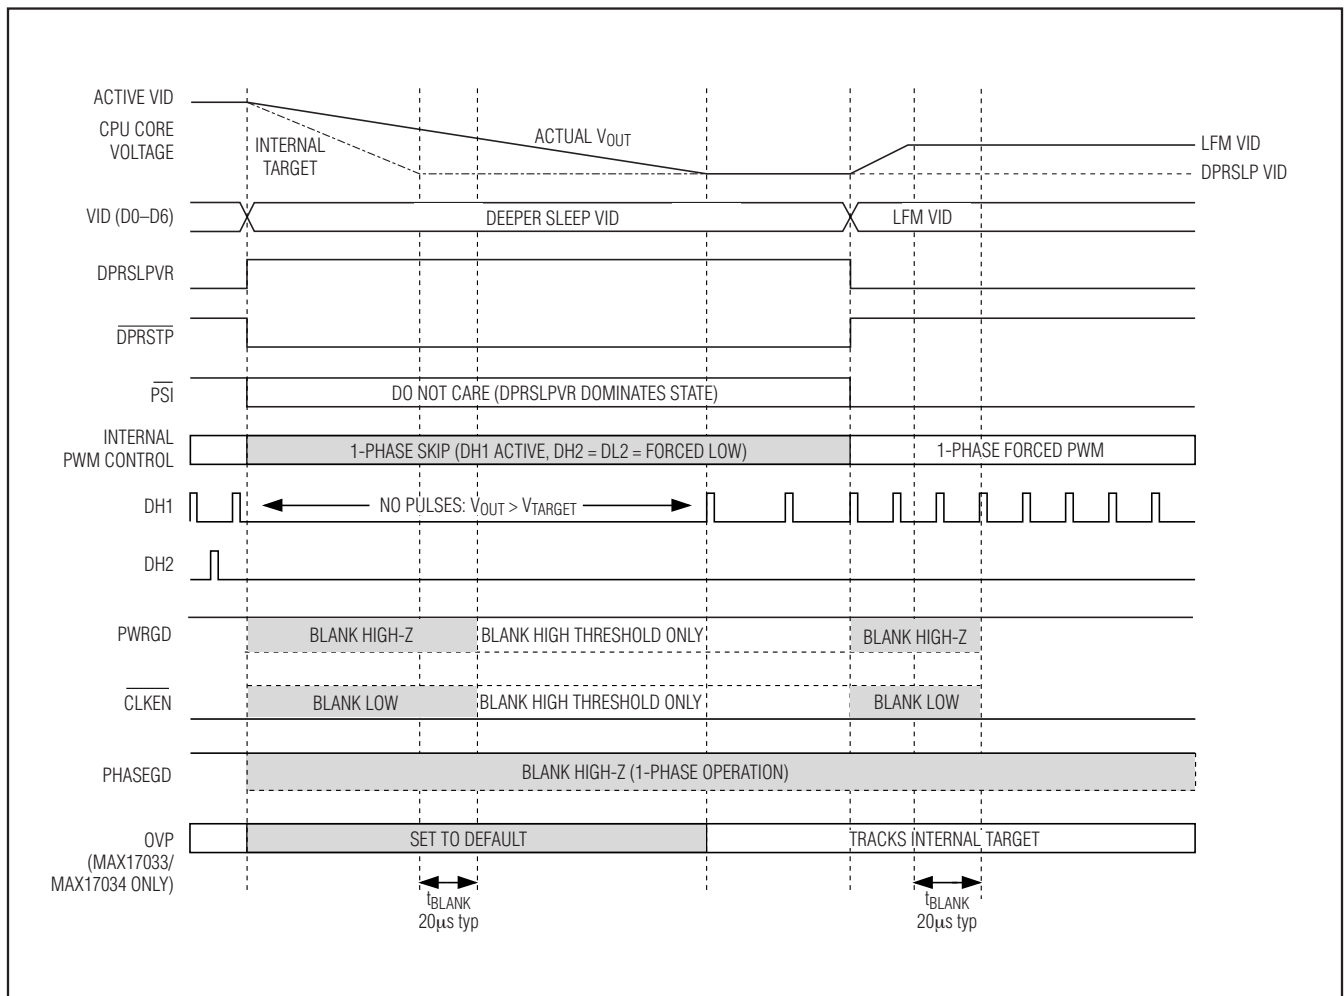 ACTIVE VID
CPU CORE
VOLTAGE
INTERNAL
TARGET
ACTUAL VOUT
LFM VID
DPRSLP VID
VID (D0–D6)
DEEPER SLEEP VID
LFM VID
DPRSLPVR
DPRSTP
PSI
DO NOT CARE (DPRSLPVR DOMINATES STATE)
INTERNAL
PWM CONTROL
1-PHASE SKIP (DH1 ACTIVE, DH2 = DL2 = FORCED LOW)
1-PHASE FORCED PWM
DH1
NO PULSES: VOUT > VTARGET
DH2
PWRGD
BLANK HIGH-Z
BLANK HIGH THRESHOLD ONLY
BLANK HIGH-Z
CLKEN
BLANK LOW
BLANK HIGH THRESHOLD ONLY
BLANK LOW
PHASEGD
BLANK HIGH-Z (1-PHASE OPERATION)
OVP
(MAX17033/
MAX17034 ONLY)
SET TO DEFAULT
TRACKS INTERNAL TARGET
tBLANK
20µs typ
tBLANK
20µs typ